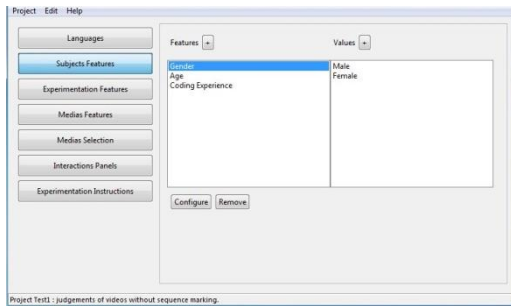 Project Edit Help
Languages
Subjects Features
Experimentation Features
Medias Features
Medias Selection
Interactions Panels
Experimentation Instructions
Features +
Values +
Gender
Age
Coding Experience
Male
Female
Configure Remove
Project Test1 : judgements of videos without sequence marking.